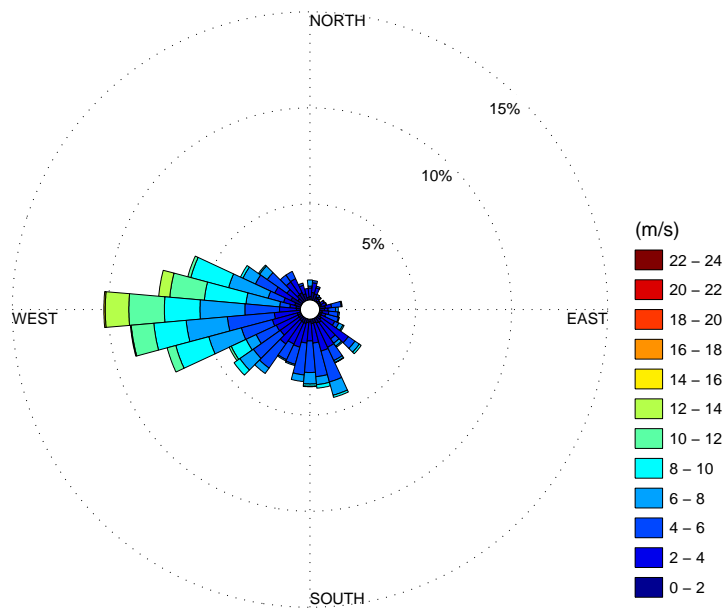 NORTH
15%
10%
5%
WEST
EAST
SOUTH
(m/s)
22 – 24
20 – 22
18 – 20
16 – 18
14 – 16
12 – 14
10 – 12
8 – 10
6 – 8
4 – 6
2 – 4
0 – 2